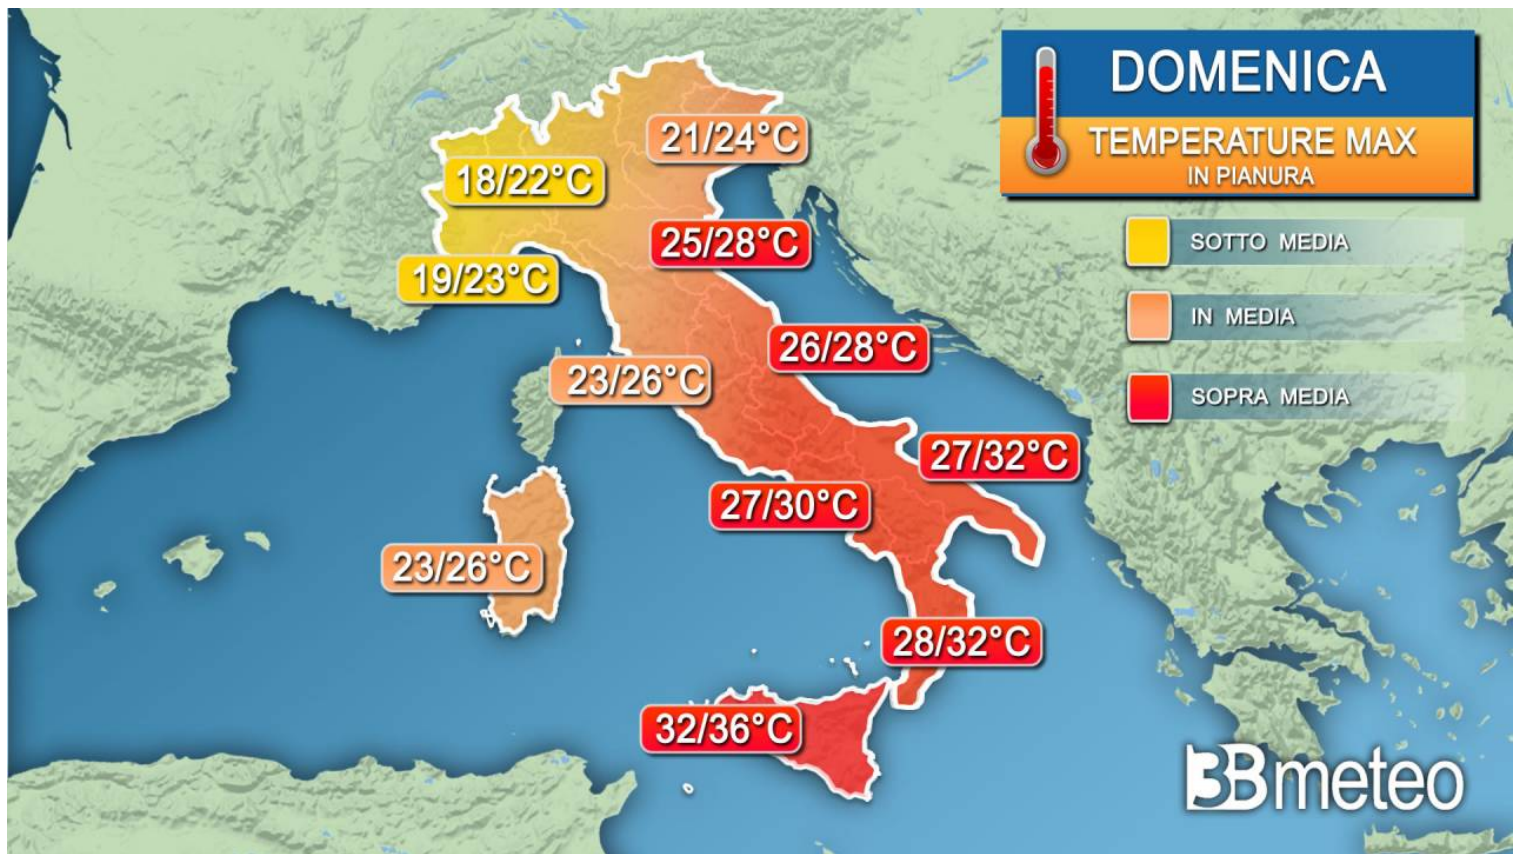 DOMENICA
TEMPERATURE MAX
IN PIANURA
SOTTO MEDIA
IN MEDIA
SOPRA MEDIA
21/24°C
18/22°C
25/28°C
19/23°C
26/28°C
23/26°C
27/32°C
27/30°C
23/26°C
28/32°C
32/36°C
3Bmeteo